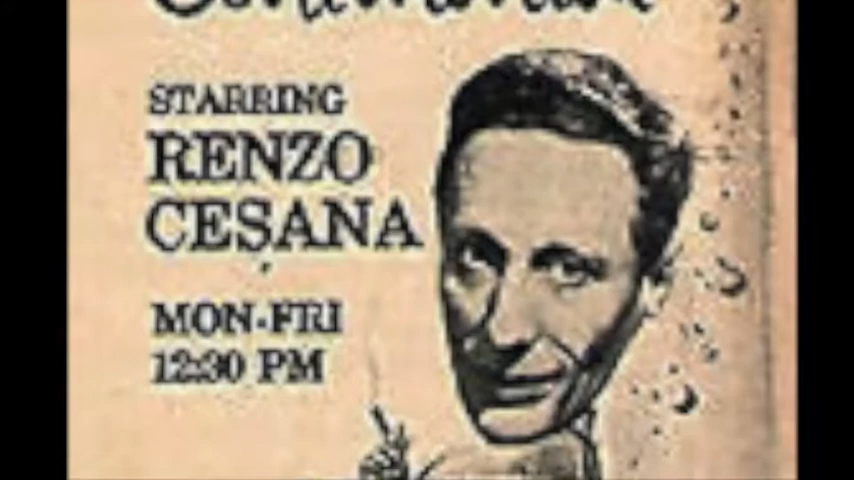 STARRING
RENZO
CESANA
MON-FRI
12:30 PM